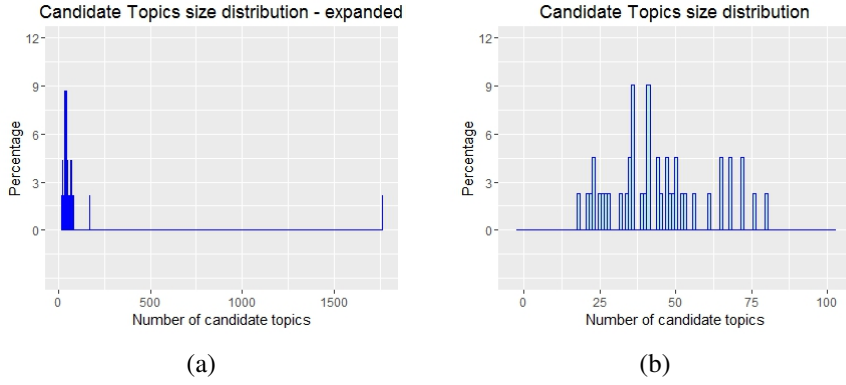 Candidate Topics size distribution - expanded
12
9
6
3
0
Percentage
0 500 1000 1500
Number of candidate topics
(a)
Candidate Topics size distribution
12
9
6
3
0
Percentage
0 25 50 75 100
Number of candidate topics
(b)